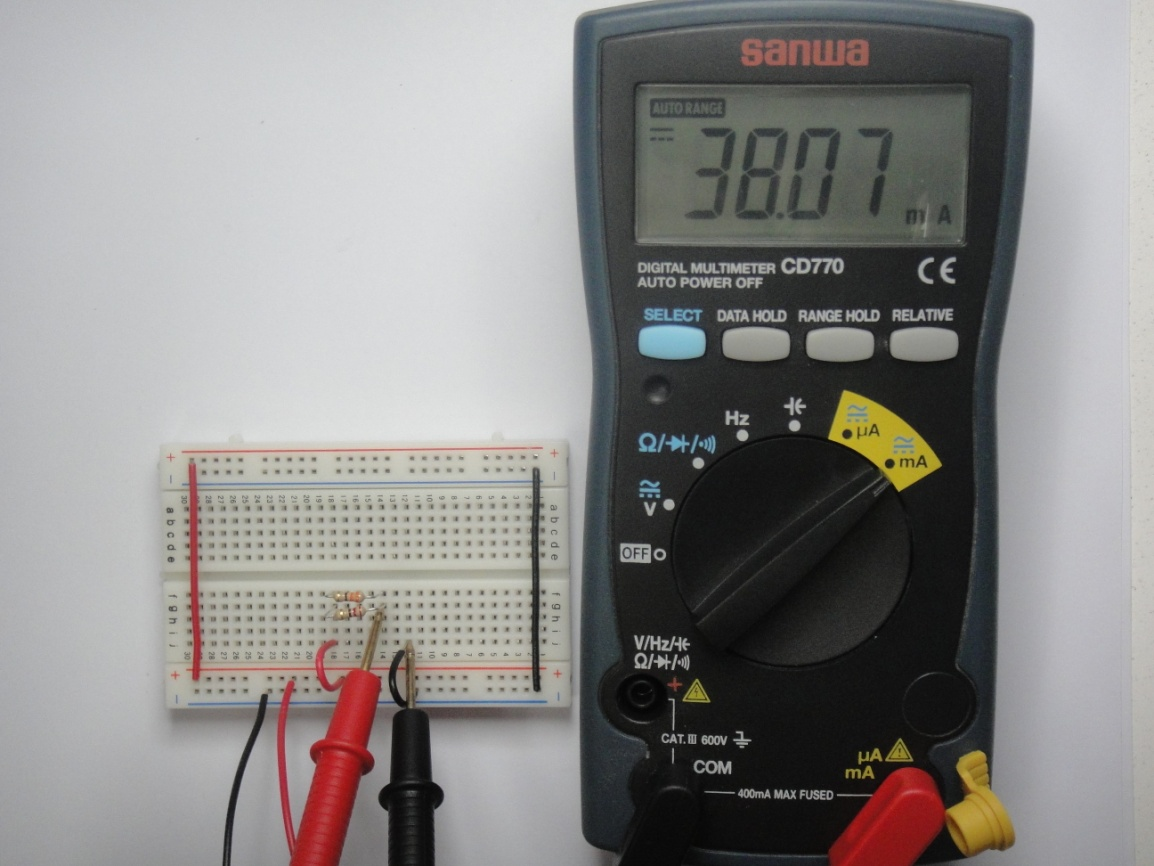 sanwa
AUTO RANGE
38.07
m A
DIGITAL MULTIMETER CD770 CE
AUTO POWER OFF
SELECT DATA HOLD RANGE HOLD RELATIVE
Hz
μA
Ω/
mA
V
OFF
V/Hz/
Ω/
+
CAT. III 600V
COM
μA
mA
400mA MAX FUSED
+ +
- -
a a
b b
c c
d d
e e
f f
g g
h h
i i
j j
+ +
- -